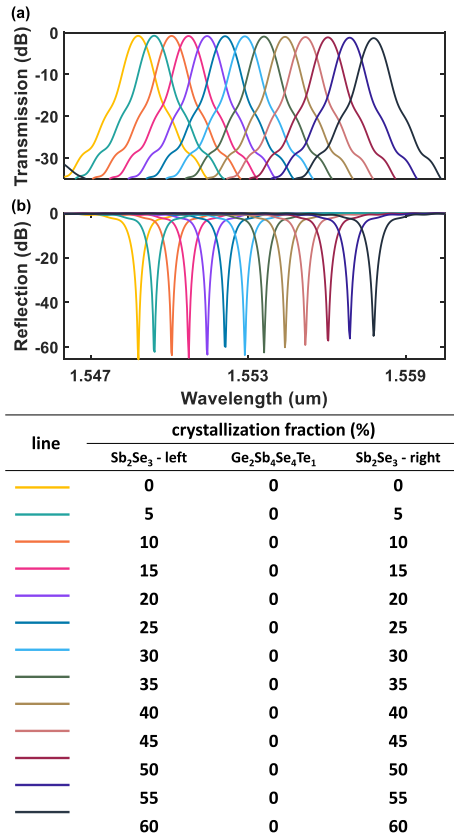 (a)
Transmission (dB)
0
-10
-20
-30
(b)
Reflection (dB)
0
-20
-40
-60
1.547 1.553 1.559
Wavelength (um)
line crystallization fraction (%)
Sb₂Se₃ - left Ge₂Sb₄Se₄Te₁ Sb₂Se₃ - right
0 0 0
5 0 5
10 0 10
15 0 15
20 0 20
25 0 25
30 0 30
35 0 35
40 0 40
45 0 45
50 0 50
55 0 55
60 0 60